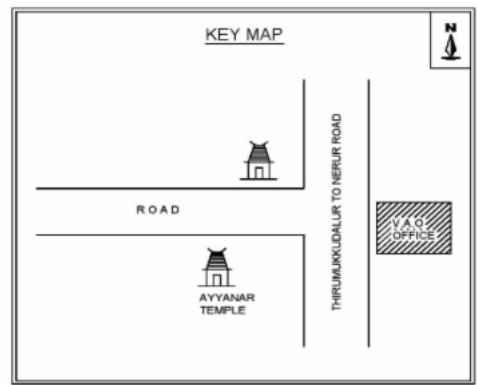 KEY MAP
N
THIRUMUKKUDALUR TO NERUR ROAD
ROAD
V.A.O
OFFICE
AYYANAR
TEMPLE